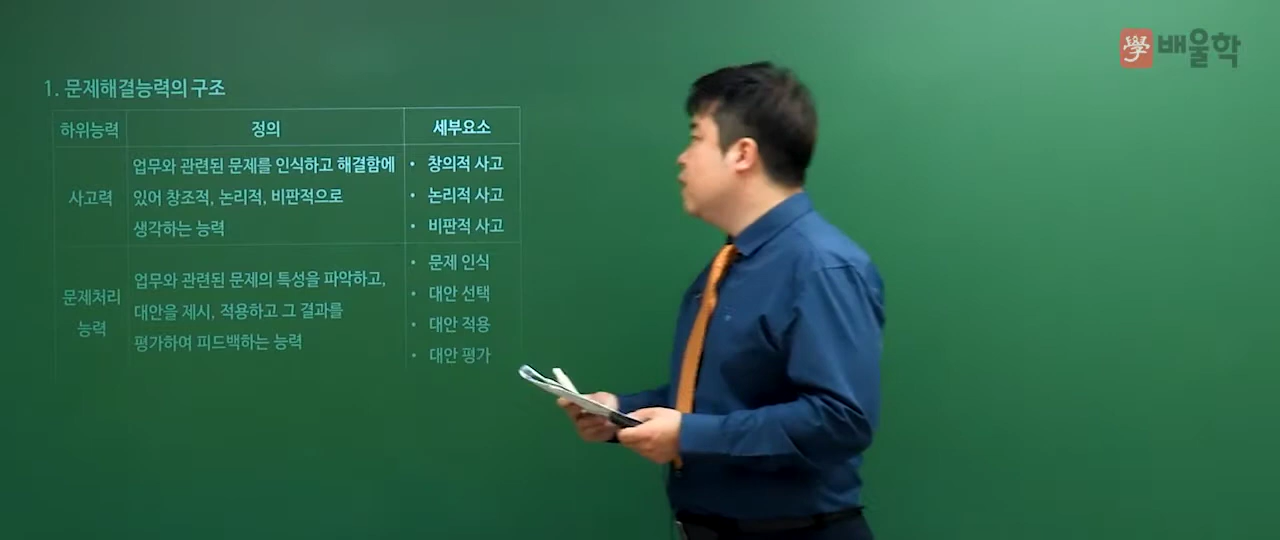 學 배울학
1. 문제해결능력의 구조
하위능력 정의 세부요소
사고력
업무와 관련된 문제를 인식하고 해결함에
있어 창조적, 논리적, 비판적으로
생각하는 능력
• 창의적 사고
• 논리적 사고
• 비판적 사고
문제처리
능력
업무와 관련된 문제의 특성을 파악하고,
대안을 제시, 적용하고 그 결과를
평가하여 피드백하는 능력
• 문제 인식
• 대안 선택
• 대안 적용
• 대안 평가